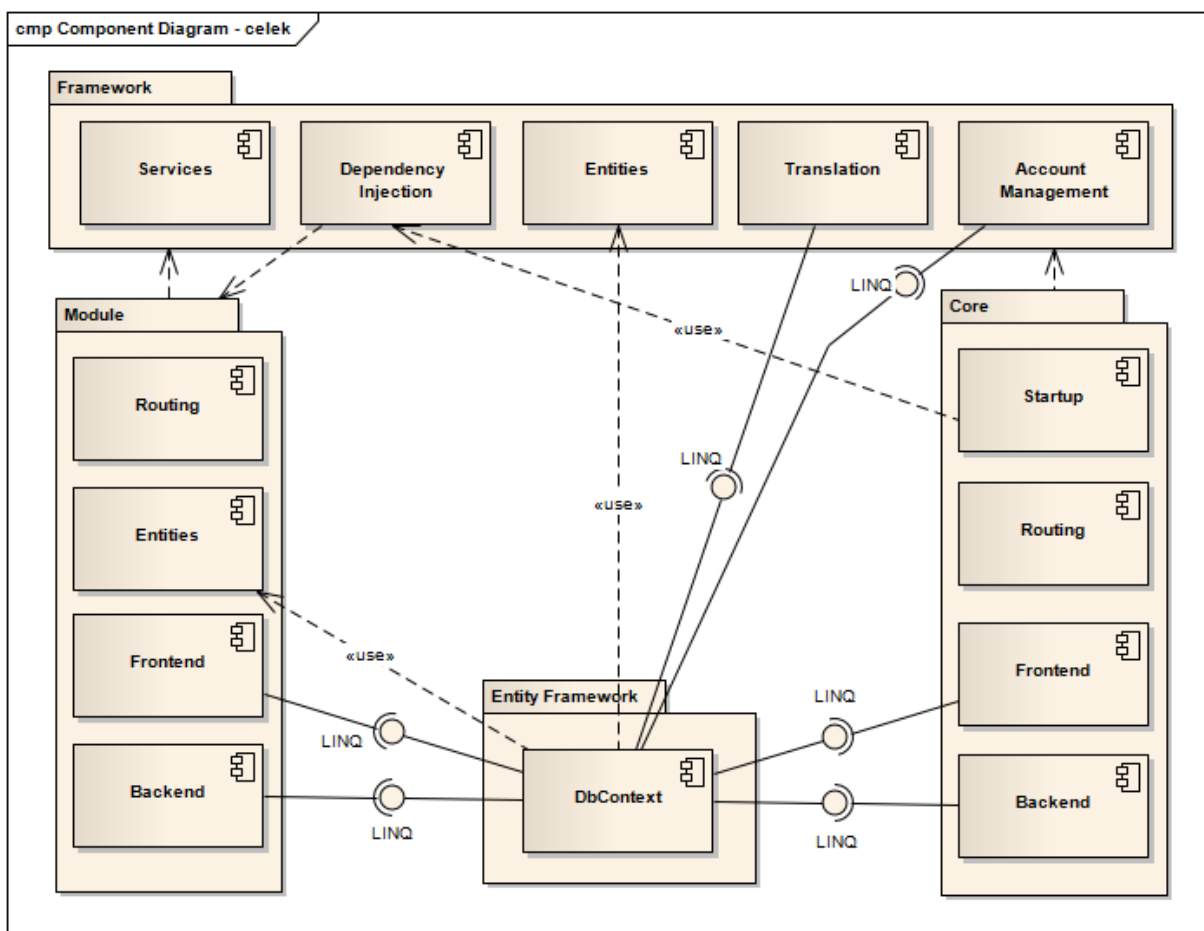 cmp Component Diagram - celek
Framework
Services
Dependency
Injection
Entities
Translation
Account
Management
LINQ
Module
Core
«use»
Routing
Startup
LINQ
Entities
«use»
Routing
Frontend
«use»
Entity Framework
Frontend
LINQ
LINQ
Backend
DbContext
Backend
LINQ
LINQ